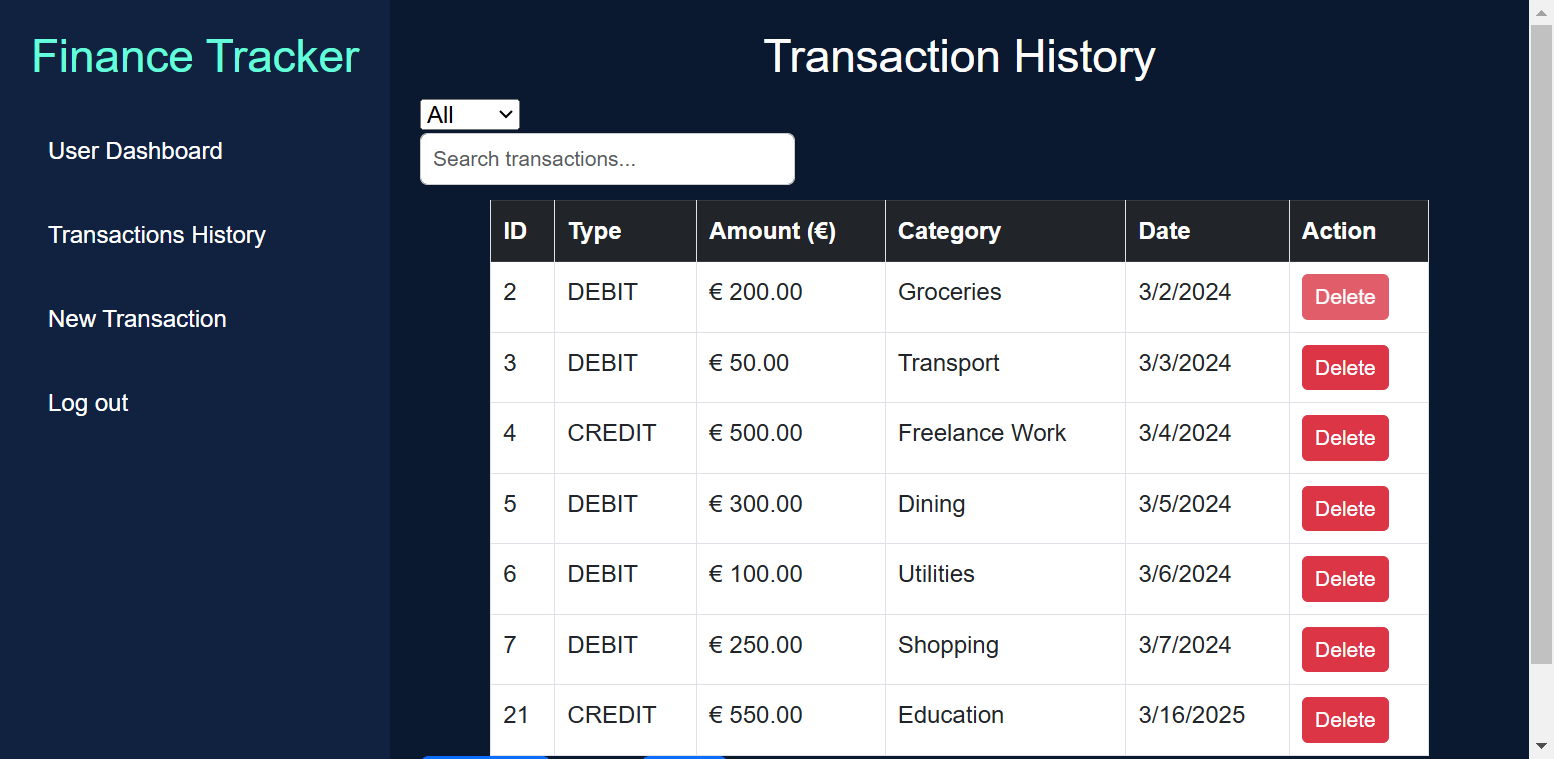 Finance Tracker
User Dashboard
Transactions History
New Transaction
Log out
Transaction History
All
Search transactions...
ID Type Amount (€) Category Date Action
2 DEBIT € 200.00 Groceries 3/2/2024 Delete
3 DEBIT € 50.00 Transport 3/3/2024 Delete
4 CREDIT € 500.00 Freelance Work 3/4/2024 Delete
5 DEBIT € 300.00 Dining 3/5/2024 Delete
6 DEBIT € 100.00 Utilities 3/6/2024 Delete
7 DEBIT € 250.00 Shopping 3/7/2024 Delete
21 CREDIT € 550.00 Education 3/16/2025 Delete